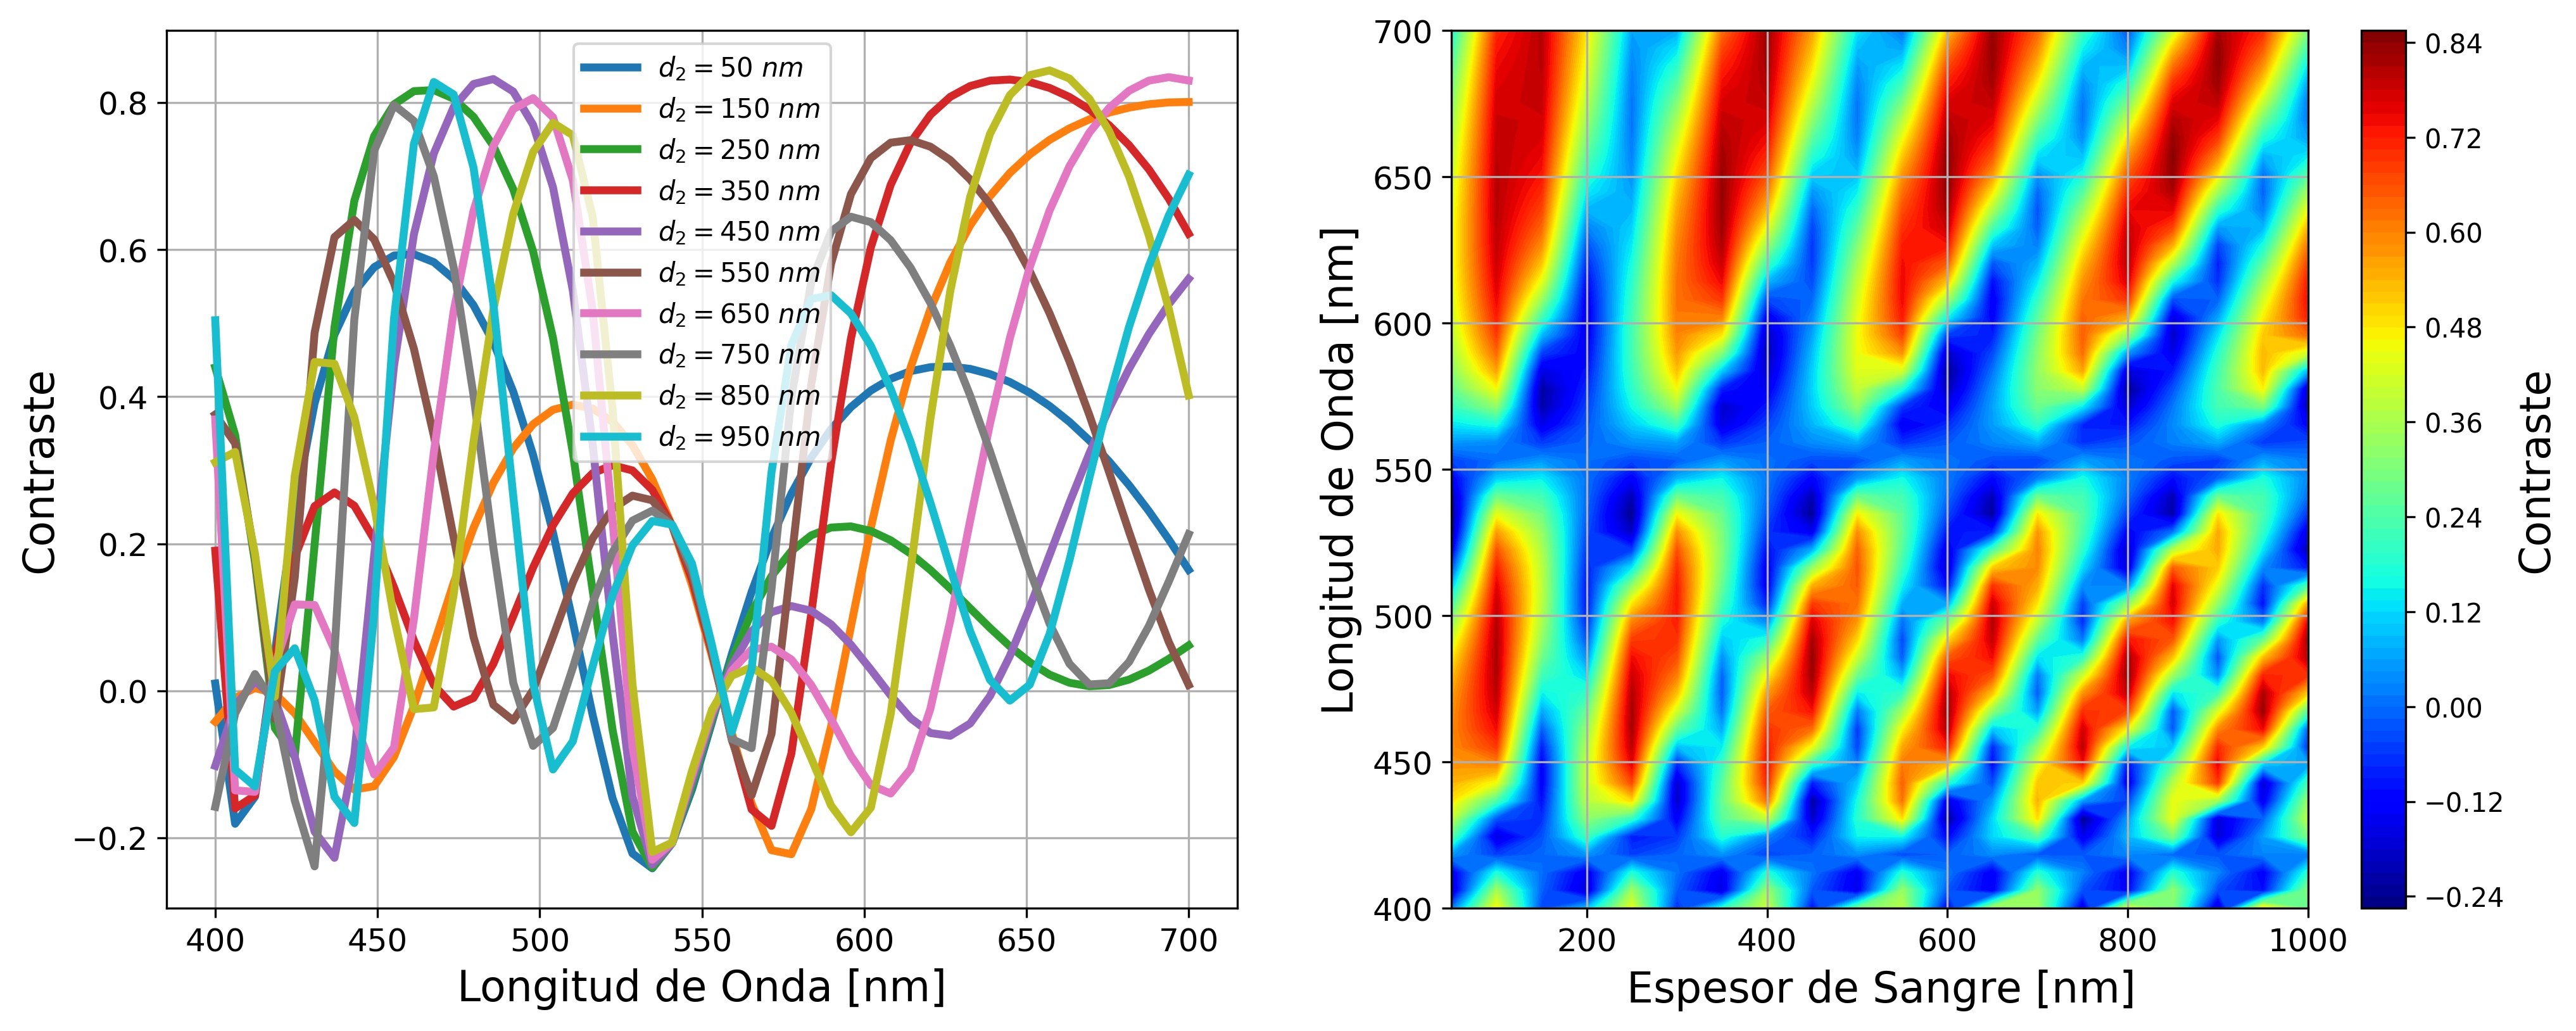 Contraste
0.8
0.6
0.4
0.2
0.0
−0.2
400 450 500 550 600 650 700
Longitud de Onda [nm]
d₂ = 50 nm
d₂ = 150 nm
d₂ = 250 nm
d₂ = 350 nm
d₂ = 450 nm
d₂ = 550 nm
d₂ = 650 nm
d₂ = 750 nm
d₂ = 850 nm
d₂ = 950 nm
Longitud de Onda [nm]
700
650
600
550
500
450
400
200 400 600 800 1000
Espesor de Sangre [nm]
0.84
0.72
0.60
0.48
0.36
0.24
0.12
0.00
−0.12
−0.24
Contraste